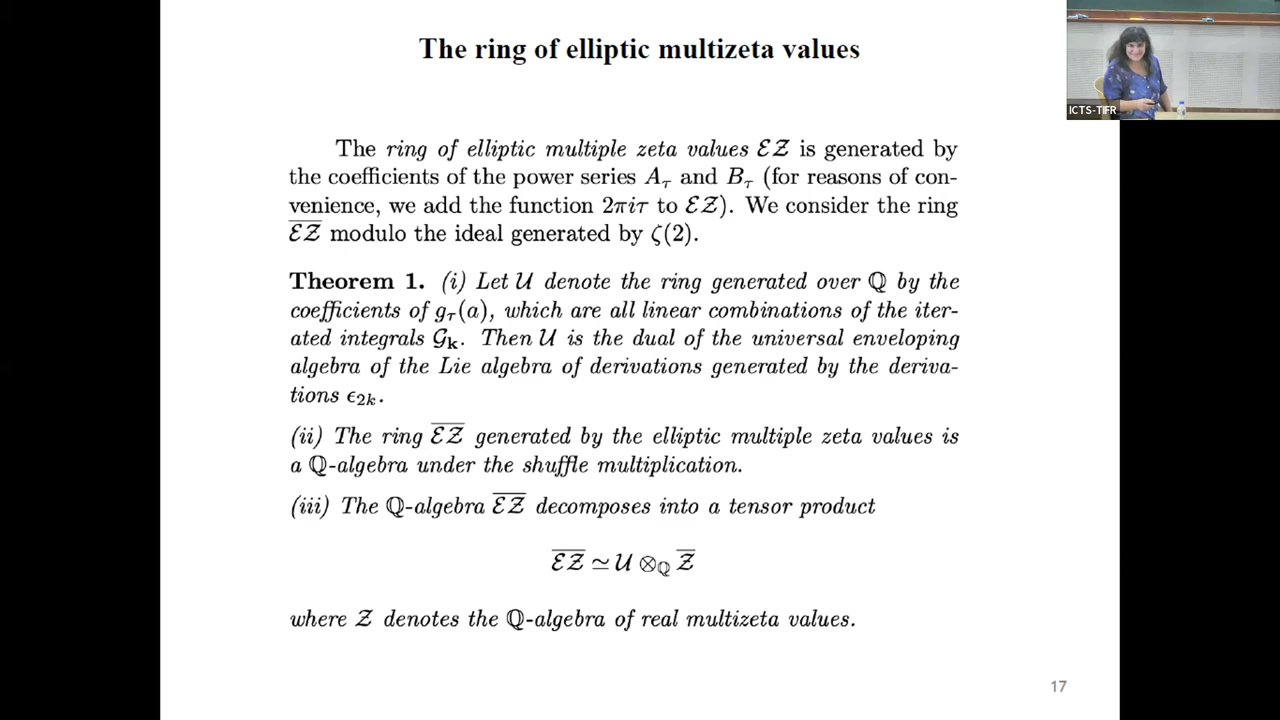 The ring of elliptic multizeta values
ICTS-TIFR
The ring of elliptic multiple zeta values ℰ𝒵 is generated by
the coefficients of the power series A_τ and B_τ (for reasons of con-
venience, we add the function 2πiτ to ℰ𝒵). We consider the ring
\overline{ℰ𝒵} modulo the ideal generated by ζ(2).
Theorem 1. (i) Let 𝒰 denote the ring generated over ℚ by the
coefficients of g_τ(a), which are all linear combinations of the iter-
ated integrals 𝒢_𝐤. Then 𝒰 is the dual of the universal enveloping
algebra of the Lie algebra of derivations generated by the deriva-
tions ϵ_{2k}.
(ii) The ring \overline{ℰ𝒵} generated by the elliptic multiple zeta values is
a ℚ-algebra under the shuffle multiplication.
(iii) The ℚ-algebra \overline{ℰ𝒵} decomposes into a tensor product
\overline{ℰ𝒵} ≃ 𝒰 ⊗_ℚ \overline{𝒵}
where 𝒵 denotes the ℚ-algebra of real multizeta values.
17